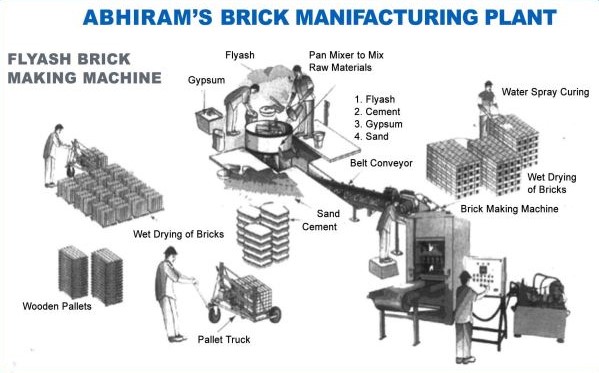 ABHIRAM'S BRICK MANIFACTURING PLANT
FLYASH BRICK
MAKING MACHINE
Flyash
Gypsum
Pan Mixer to Mix
Raw Materials
1. Flyash
2. Cement
3. Gypsum
4. Sand
Water Spray Curing
Belt Conveyor
Wet Drying
of Bricks
Brick Making Machine
Sand
Cement
Wet Drying of Bricks
Wooden Pallets
Pallet Truck